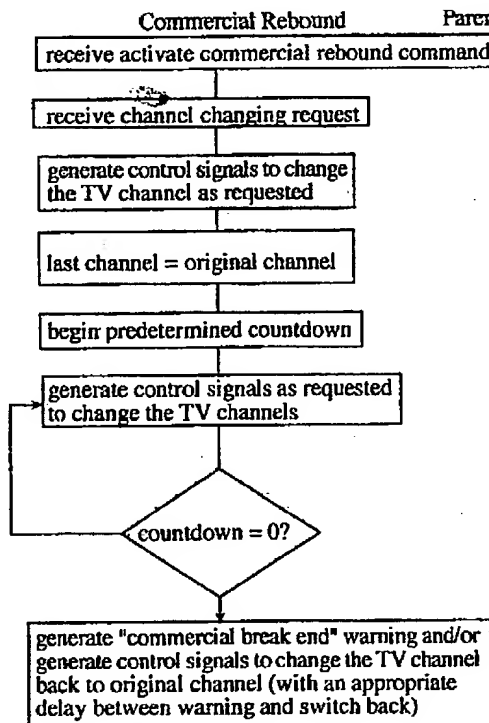 Commercial Rebound
Paren
receive activate commercial rebound command
receive channel changing request
generate control signals to change
the TV channel as requested
last channel = original channel
begin predetermined countdown
generate control signals as requested
to change the TV channels
countdown = 0?
generate "commercial break end" warning and/or
generate control signals to change the TV channel
back to original channel (with an appropriate
delay between warning and switch back)